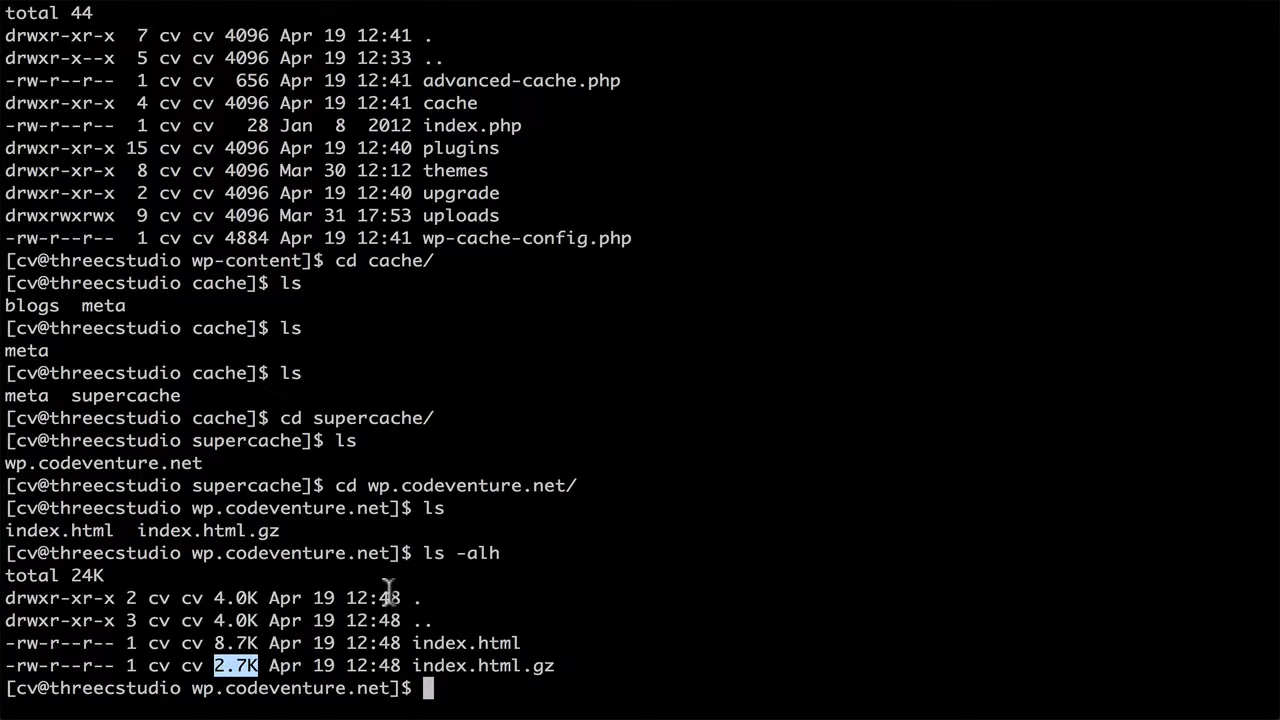 total 44
drwxr-xr-x  7 cv cv 4096 Apr 19 12:41 .
drwxr-x--x  5 cv cv 4096 Apr 19 12:33 ..
-rw-r--r--  1 cv cv  656 Apr 19 12:41 advanced-cache.php
drwxr-xr-x  4 cv cv 4096 Apr 19 12:41 cache
-rw-r--r--  1 cv cv   28 Jan  8  2012 index.php
drwxr-xr-x 15 cv cv 4096 Apr 19 12:40 plugins
drwxr-xr-x  8 cv cv 4096 Mar 30 12:12 themes
drwxr-xr-x  2 cv cv 4096 Apr 19 12:40 upgrade
drwxrwxrwx  9 cv cv 4096 Mar 31 17:53 uploads
-rw-r--r--  1 cv cv 4884 Apr 19 12:41 wp-cache-config.php
[cv@threecstudio wp-content]$ cd cache/
[cv@threecstudio cache]$ ls
blogs  meta
[cv@threecstudio cache]$ ls
meta
[cv@threecstudio cache]$ ls
meta  supercache
[cv@threecstudio cache]$ cd supercache/
[cv@threecstudio supercache]$ ls
wp.codeventure.net
[cv@threecstudio supercache]$ cd wp.codeventure.net/
[cv@threecstudio wp.codeventure.net]$ ls
index.html  index.html.gz
[cv@threecstudio wp.codeventure.net]$ ls -alh
total 24K
drwxr-xr-x 2 cv cv 4.0K Apr 19 12:48 .
drwxr-xr-x 3 cv cv 4.0K Apr 19 12:48 ..
-rw-r--r-- 1 cv cv 8.7K Apr 19 12:48 index.html
-rw-r--r-- 1 cv cv 2.7K Apr 19 12:48 index.html.gz
[cv@threecstudio wp.codeventure.net]$